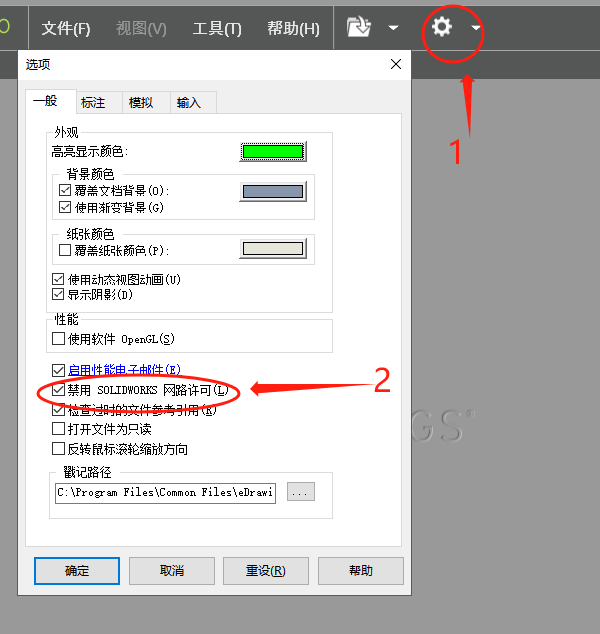 文件(F) 视图(V) 工具(T) 帮助(H)
选项
1
一般 标注 模拟 输入
外观
高亮显示颜色:
背景颜色
覆盖文档背景(O):
使用渐变背景(G)
纸张颜色
覆盖纸张颜色(P):
使用动态视图动画(U)
显示阴影(D)
性能
使用软件 OpenGL(S)
启用性能电子邮件(E)
2
禁用 SOLIDWORKS 网路许可(L)
检查过时的文件参考引用(R)
打开文件为只读
GS
反转鼠标滚轮缩放方向
戳记路径
C:\Program Files\Common Files\eDrawi ...
确定 取消 重设(R) 帮助